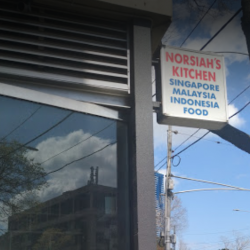 NORSIAH'S
KITCHEN
SINGAPORE
MALAYSIA
INDONESIA
FOOD